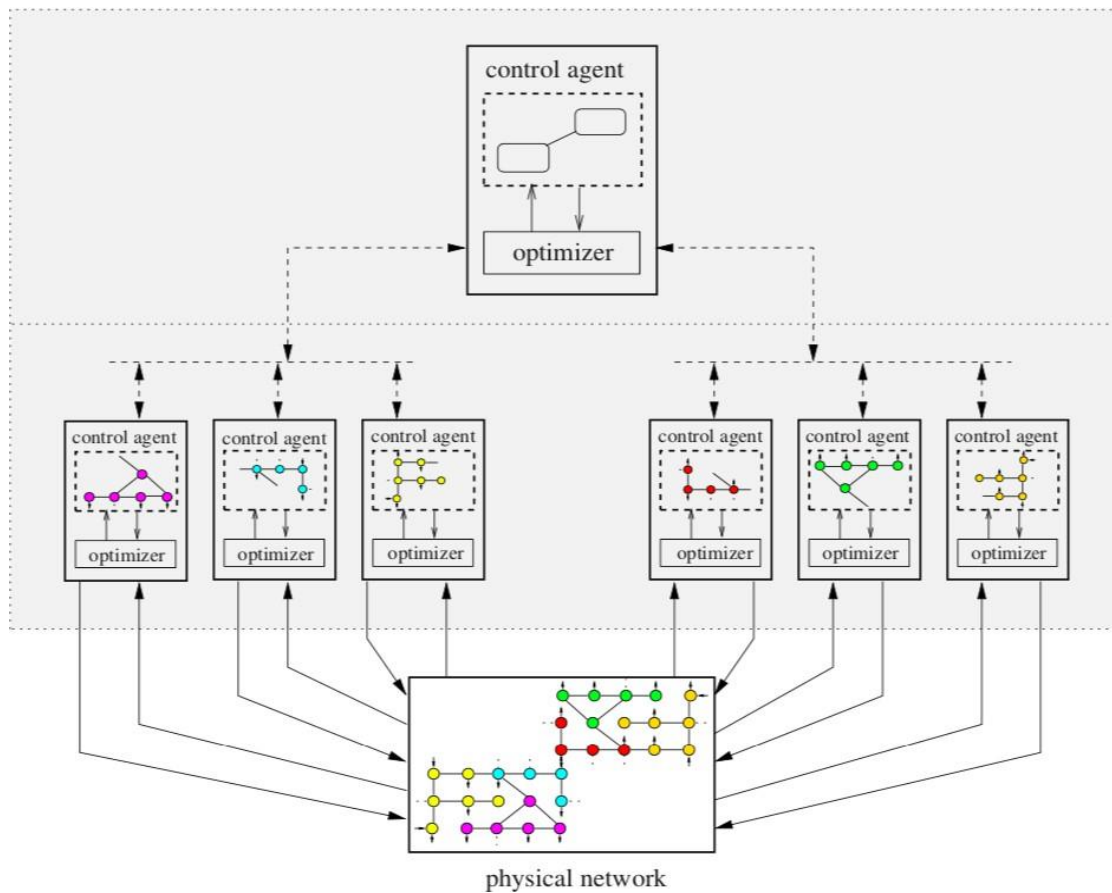 control agent
optimizer
control agent
control agent
control agent
control agent
control agent
control agent
optimizer
optimizer
optimizer
optimizer
optimizer
optimizer
physical network